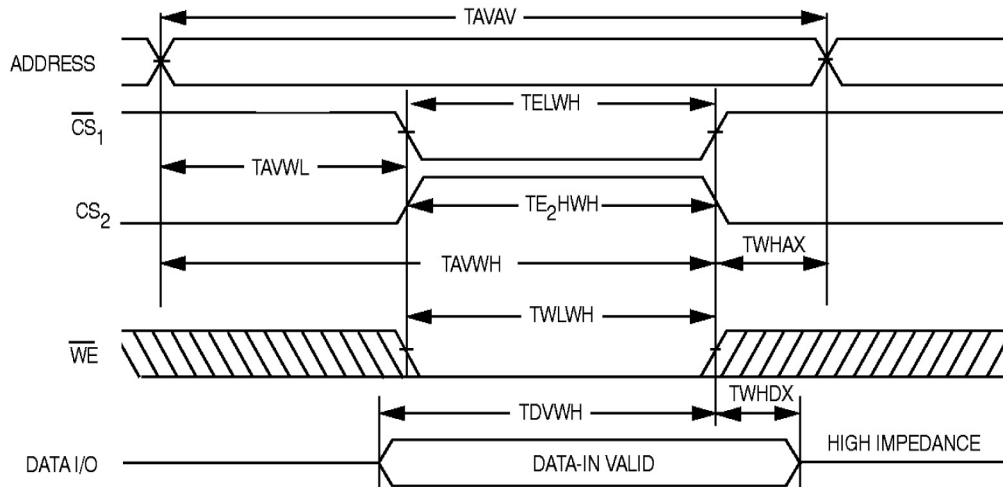 TAVAV
ADDRESS
TELWH
CS₁
TAVWL
CS₂
TE₂HWH
TWHAX
TAVWH
TWLWH
WE
TWHDX
TDVWH
HIGH IMPEDANCE
DATA I/O
DATA-IN VALID